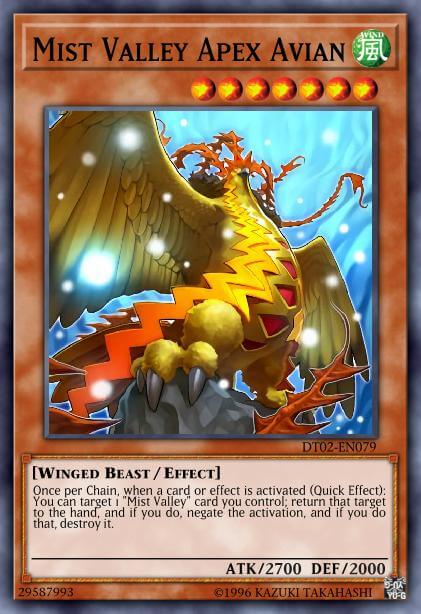 MIST VALLEY APEX AVIAN
WIND
風
DT02-EN079
[WINGED BEAST / EFFECT]
Once per Chain, when a card or effect is activated (Quick Effect):
You can target 1 "Mist Valley" card you control; return that target
to the hand, and if you do, negate the activation, and if you do
that, destroy it.
ATK/2700 DEF/2000
29587993
©1996 KAZUKI TAKAHASHI